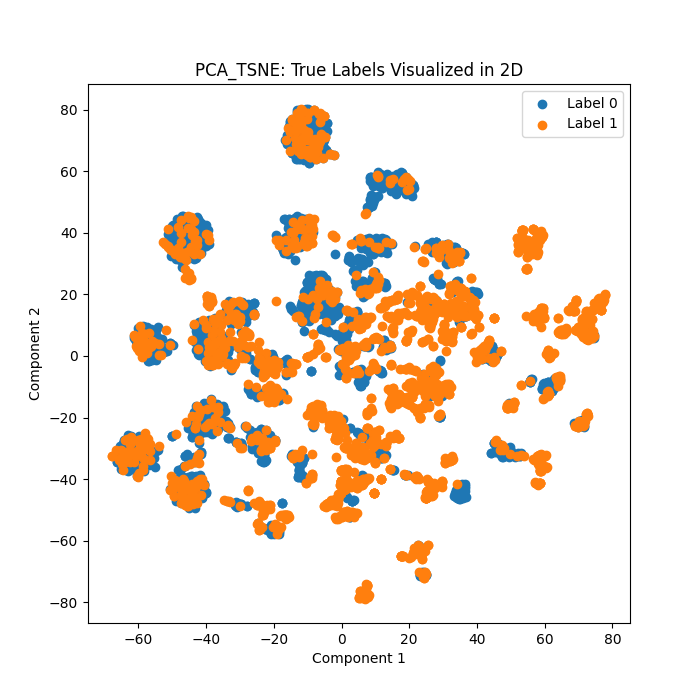 PCA_TSNE: True Labels Visualized in 2D
Label 0
Label 1
80
60
40
20
0
−20
−40
−60
−80
Component 2
−60 −40 −20 0 20 40 60 80
Component 1